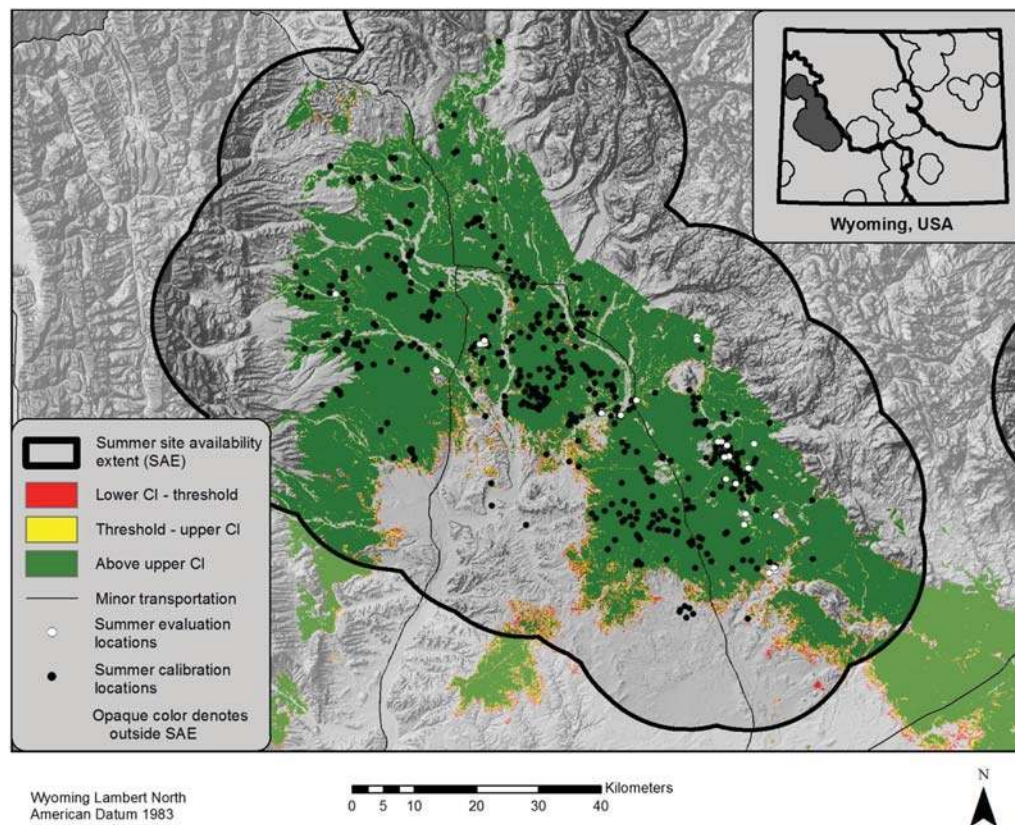 Wyoming, USA
Summer site availability
extent (SAE)
Lower CI - threshold
Threshold - upper CI
Above upper CI
Minor transportation
Summer evaluation
locations
Summer calibration
locations
Opaque color denotes
outside SAE
Wyoming Lambert North
American Datum 1983
Kilometers
0 5 10 20 30 40
N